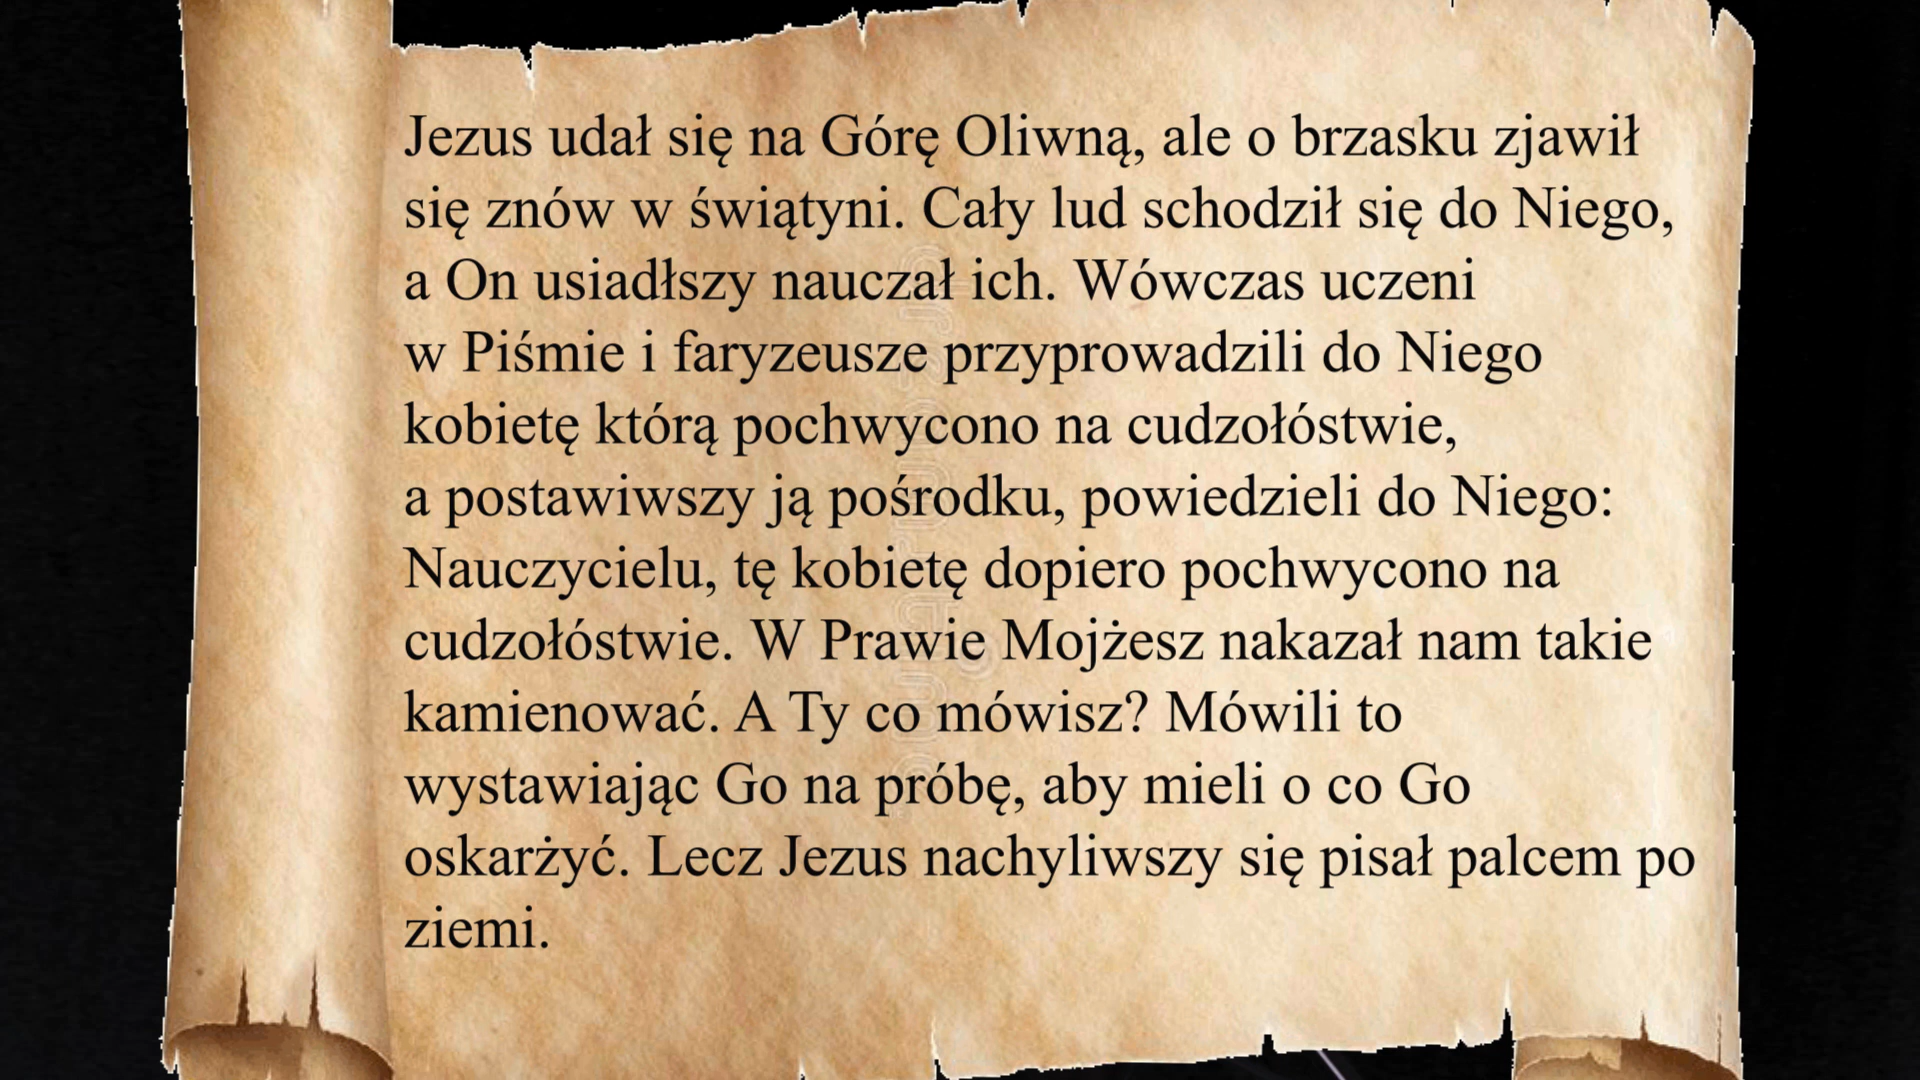 Jezus udał się na Górę Oliwną, ale o brzasku zjawił
się znów w świątyni. Cały lud schodził się do Niego,
a On usiadłszy nauczał ich. Wówczas uczeni
w Piśmie i faryzeusze przyprowadzili do Niego
kobietę którą pochwycono na cudzołóstwie,
a postawiwszy ją pośrodku, powiedzieli do Niego:
Nauczycielu, tę kobietę dopiero pochwycono na
cudzołóstwie. W Prawie Mojżesz nakazał nam takie
kamienować. A Ty co mówisz? Mówili to
wystawiając Go na próbę, aby mieli o co Go
oskarżyć. Lecz Jezus nachyliwszy się pisał palcem po
ziemi.